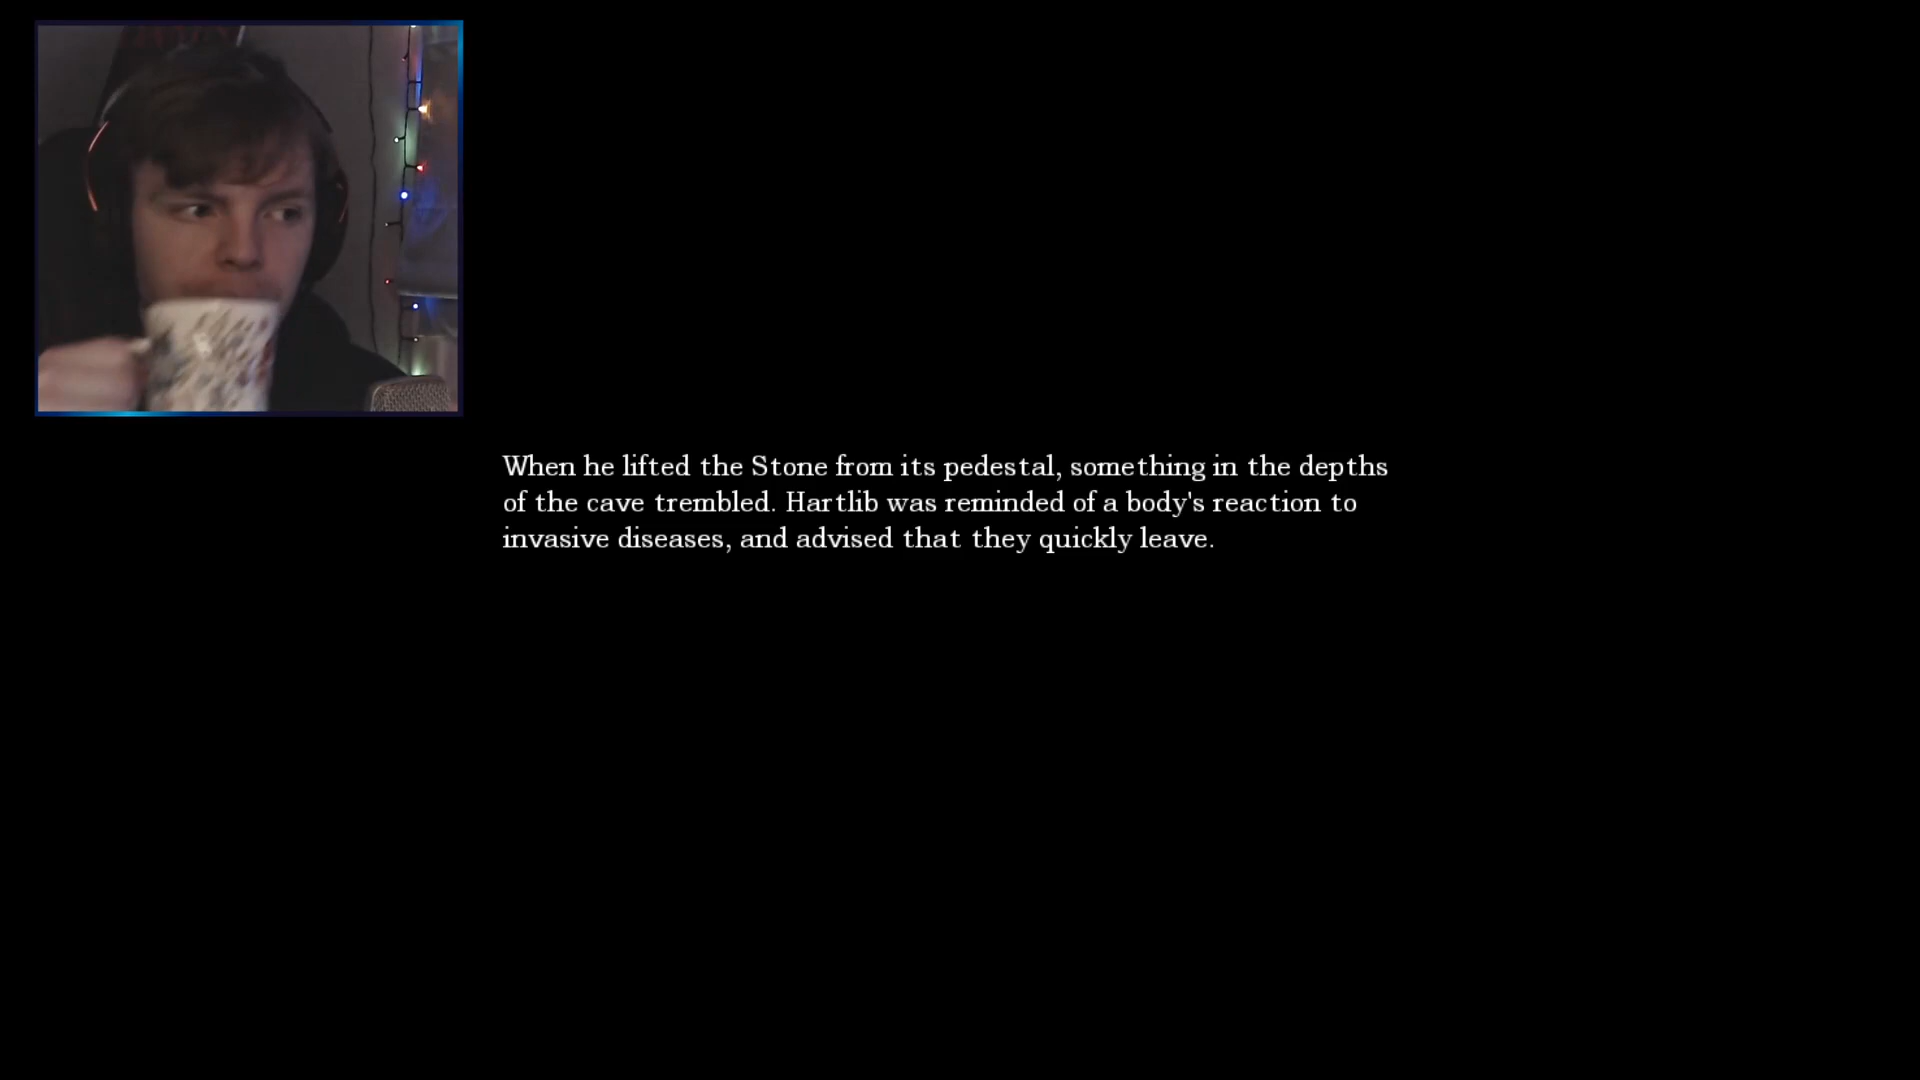 When he lifted the Stone from its pedestal, something in the depths
of the cave trembled. Hartlib was reminded of a body's reaction to
invasive diseases, and advised that they quickly leave.